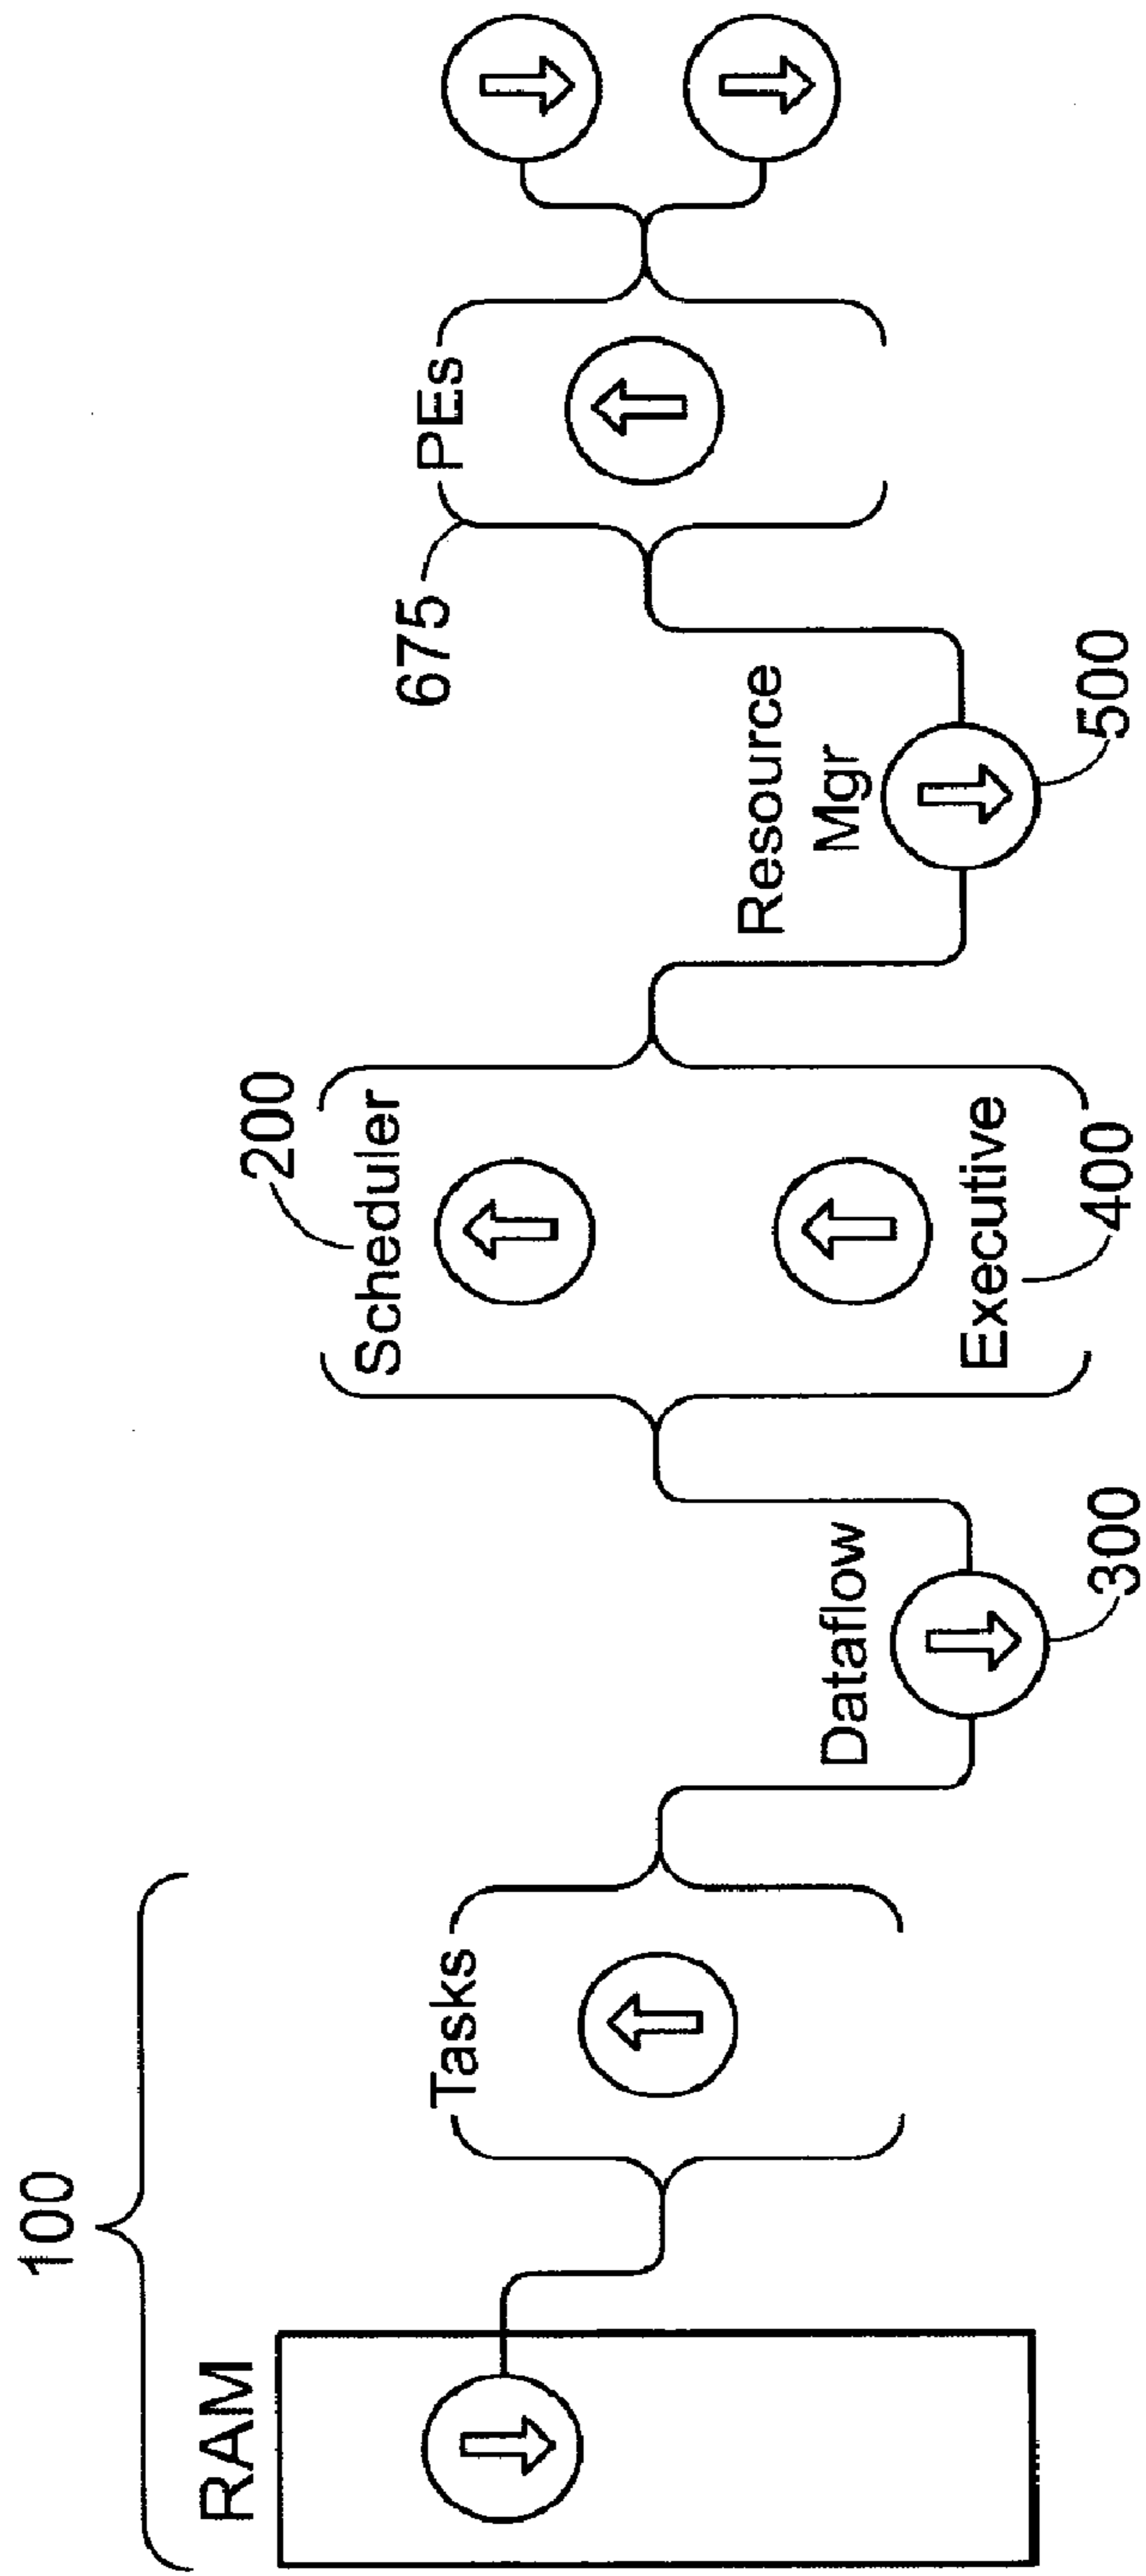 100
RAM
Tasks
Dataflow
300
Scheduler
200
Executive
400
Resource
Mgr
500
PEs
675